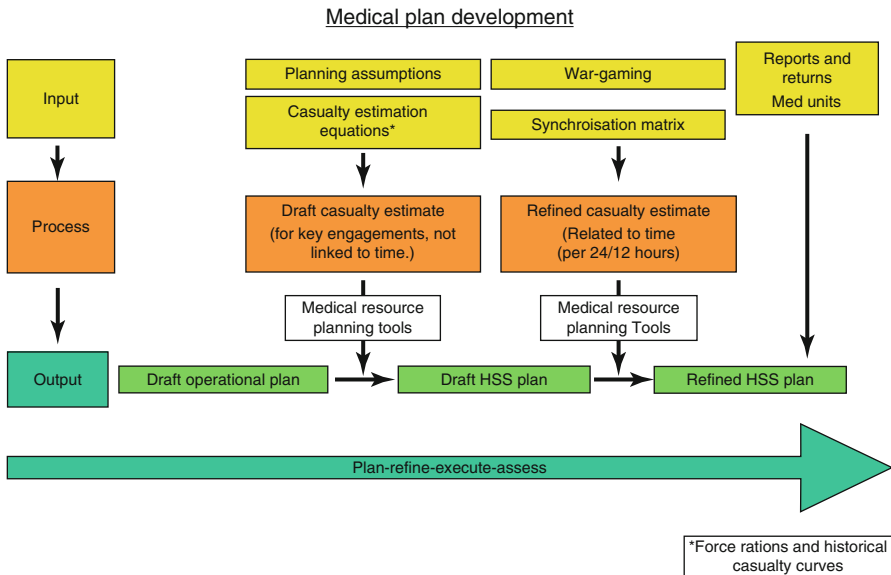 Medical plan development
Input
Planning assumptions
War-gaming
Reports and
returns
Med units
Casualty estimation
equations*
Synchroisation matrix
Process
Draft casualty estimate
(for key engagements, not
linked to time.)
Refined casualty estimate
(Related to time
(per 24/12 hours)
Medical resource
planning tools
Medical resource
planning Tools
Output
Draft operational plan
Draft HSS plan
Refined HSS plan
Plan-refine-execute-assess
*Force rations and historical
casualty curves